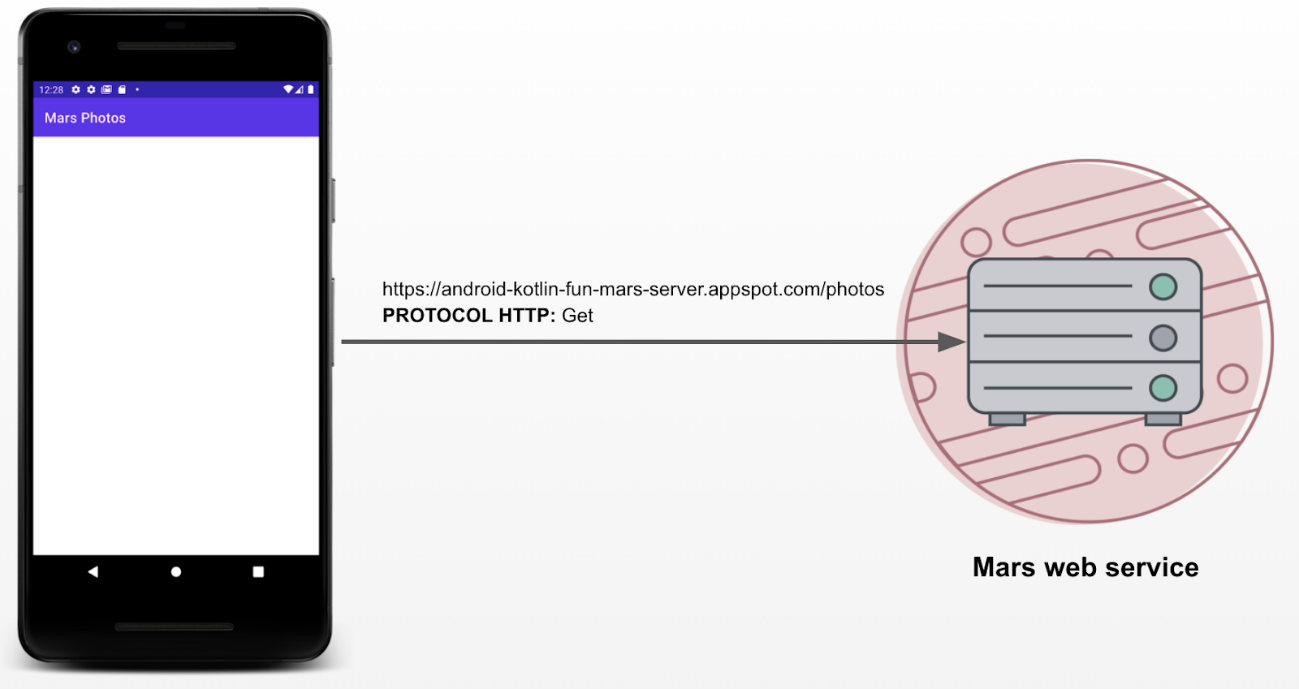 12:28
Mars Photos
https://android-kotlin-fun-mars-server.appspot.com/photos
PROTOCOL HTTP: Get
Mars web service